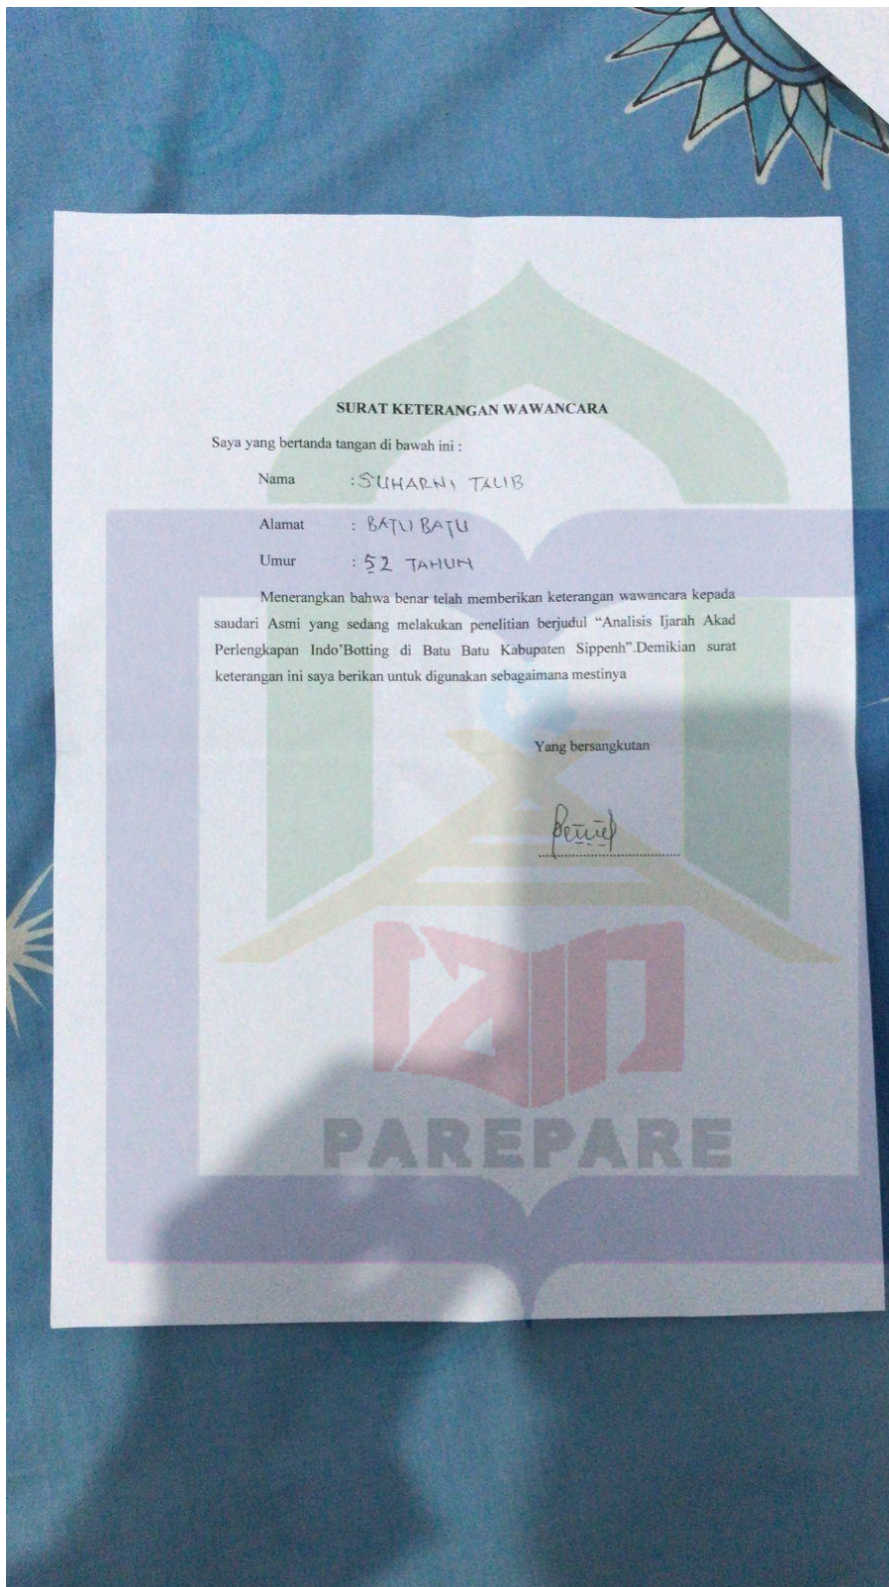 SURAT KETERANGAN WAWANCARA
Saya yang bertanda tangan di bawah ini :
Nama : SUHARNI TALIB
Alamat : BATU BATU
Umur : 52 TAHUN
Menerangkan bahwa benar telah memberikan keterangan wawancara kepada
saudari Asmi yang sedang melakukan penelitian berjudul “Analisis Ijarah Akad
Perlengkapan Indo’Botting di Batu Batu Kabupaten Sippenh”.Demikian surat
keterangan ini saya berikan untuk digunakan sebagaimana mestinya
Yang bersangkutan
iain
PAREPARE